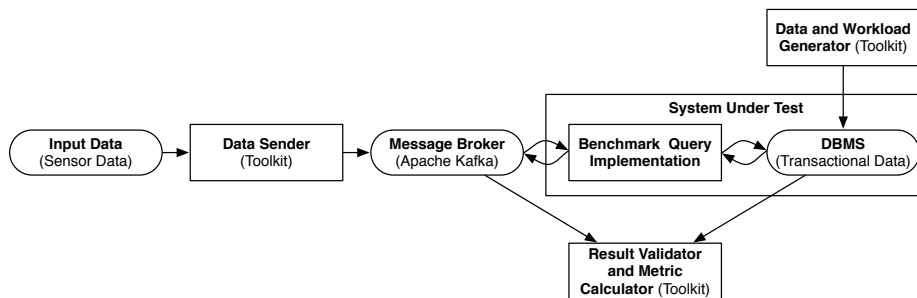 Data and Workload
Generator (Toolkit)
System Under Test
Input Data
(Sensor Data)
Data Sender
(Toolkit)
Message Broker
(Apache Kafka)
Benchmark Query
Implementation
DBMS
(Transactional Data)
Result Validator
and Metric
Calculator (Toolkit)